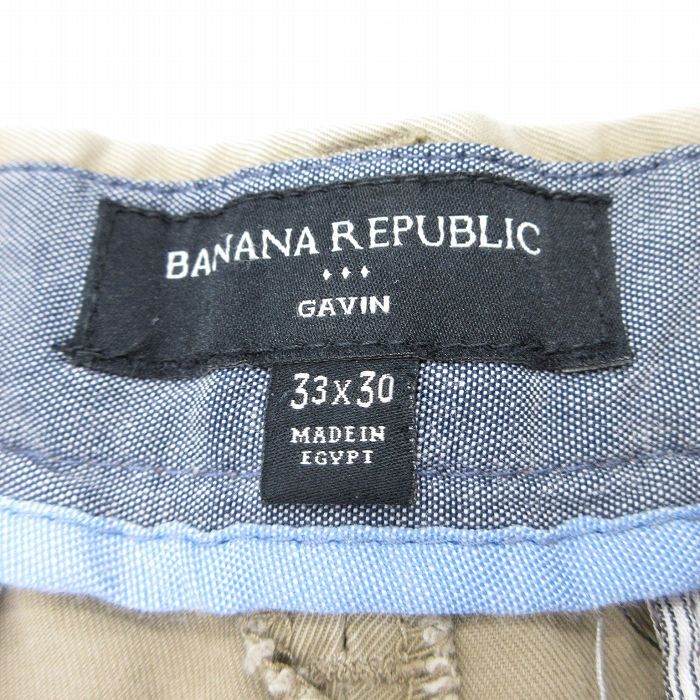 BANANA REPUBLIC
GAVIN
33X30
MADE IN
EGYPT